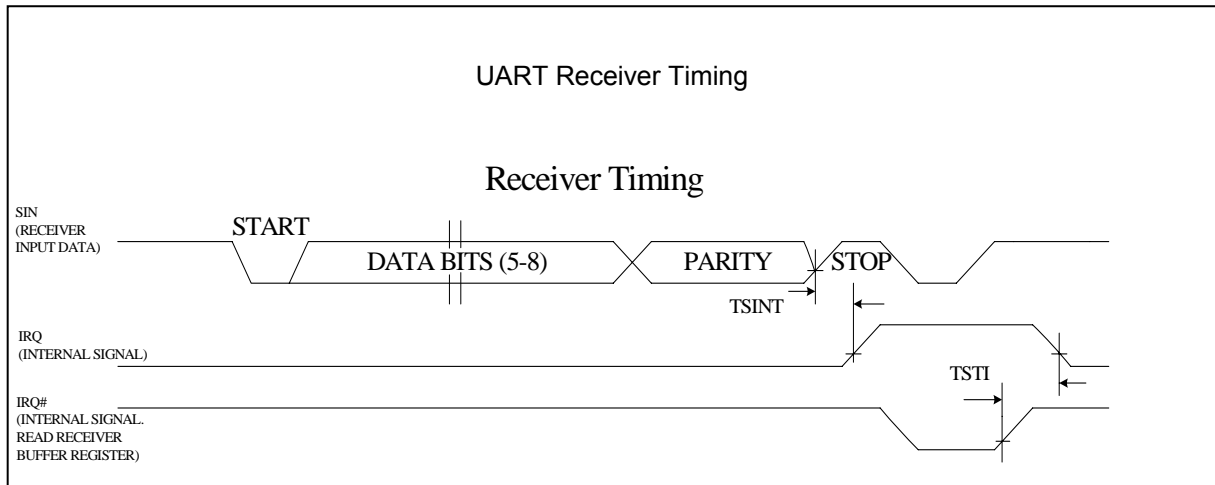 UART Receiver Timing
Receiver Timing
SIN
(RECEIVER
INPUT DATA)
START
DATA BITS (5-8)
PARITY
STOP
TSINT
IRQ
(INTERNAL SIGNAL)
TSTI
IRQ#
(INTERNAL SIGNAL.
READ RECEIVER
BUFFER REGISTER)